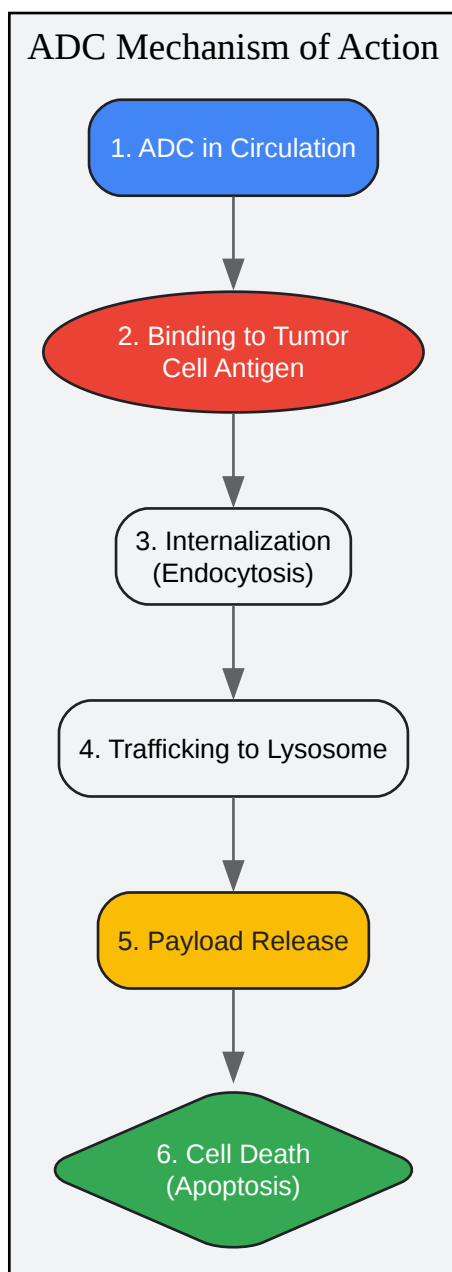 ADC Mechanism of Action
1. ADC in Circulation
2. Binding to Tumor
Cell Antigen
3. Internalization
(Endocytosis)
4. Trafficking to Lysosome
5. Payload Release
6. Cell Death
(Apoptosis)